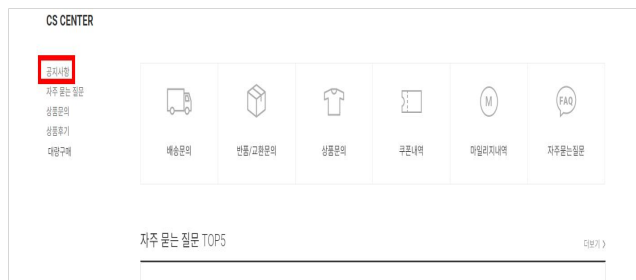 CS CENTER
공지사항
자주 묻는 질문
상품문의
상품후기
대량구매
배송문의
반품/교환문의
상품문의
쿠폰내역
M
마일리지내역
FAQ
자주묻는질문
자주 묻는 질문 TOP5
더보기 >